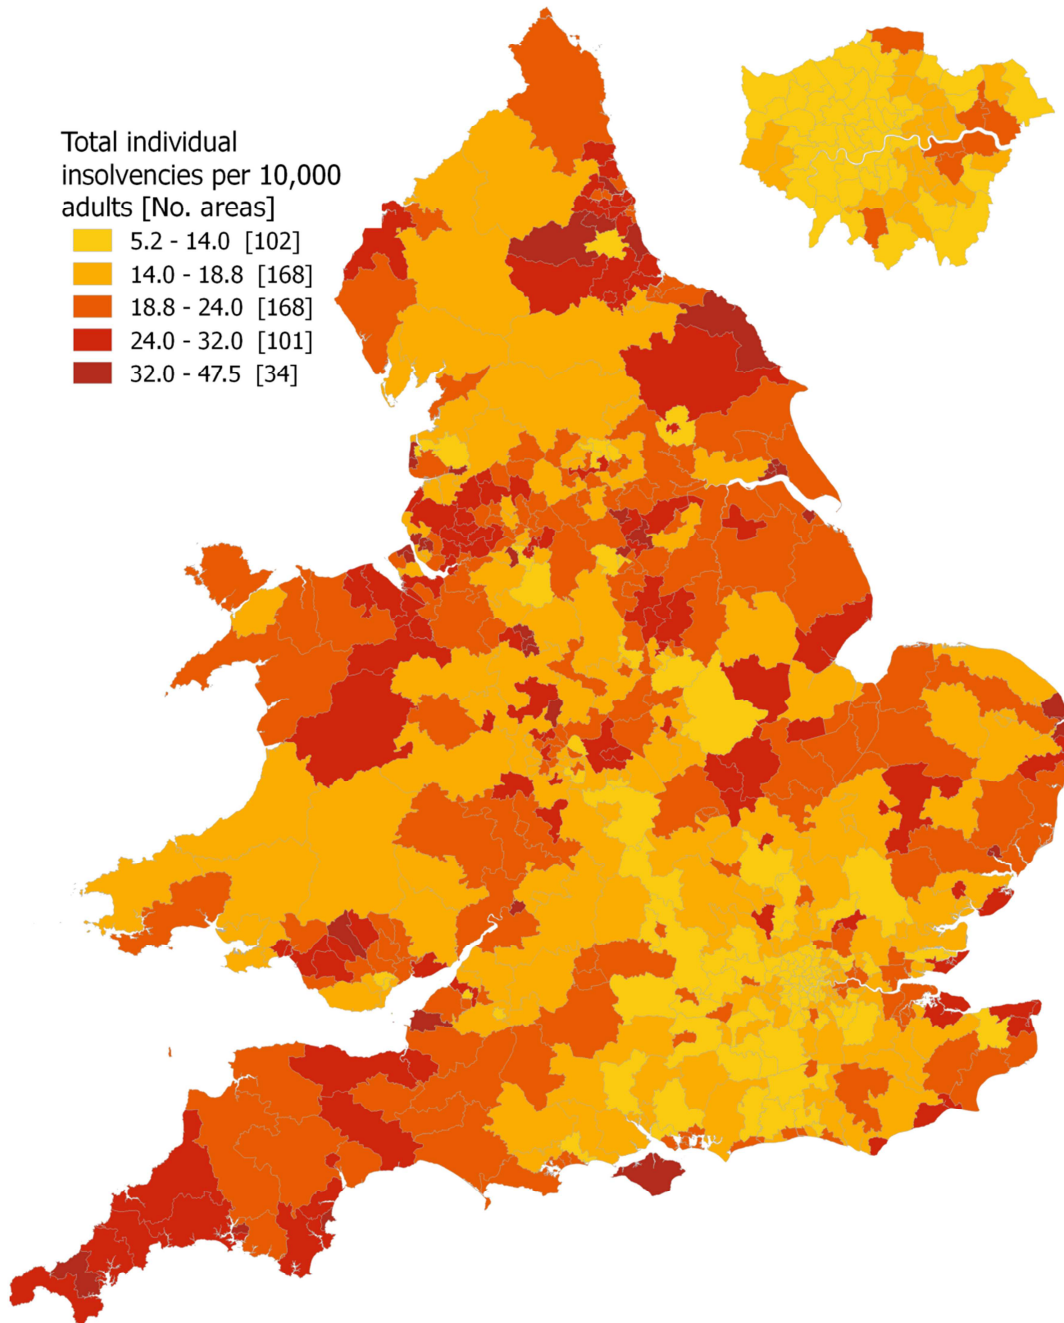 Total individual
insolvencies per 10,000
adults [No. areas]
5.2 - 14.0 [102]
14.0 - 18.8 [168]
18.8 - 24.0 [168]
24.0 - 32.0 [101]
32.0 - 47.5 [34]